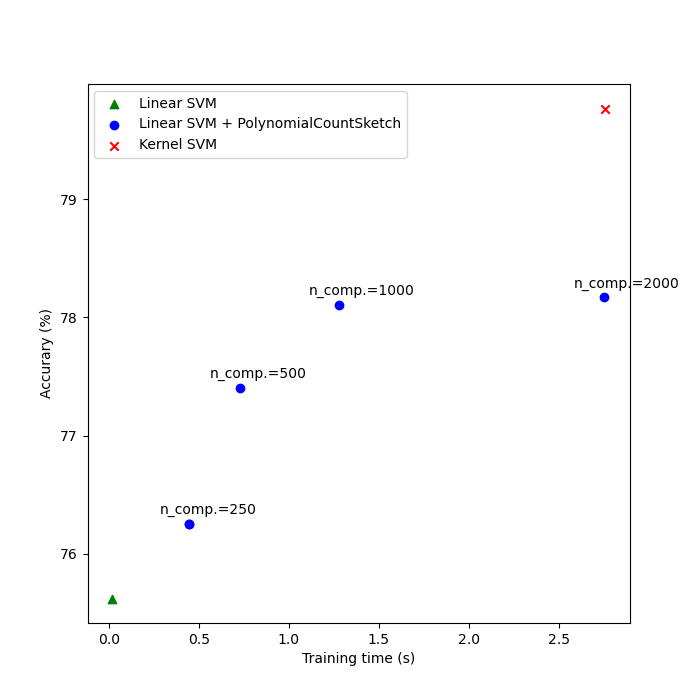 Linear SVM
Linear SVM + PolynomialCountSketch
Kernel SVM
79
n_comp.=2000
n_comp.=1000
78
n_comp.=500
77
n_comp.=250
76
Accurary (%)
0.0 0.5 1.0 1.5 2.0 2.5
Training time (s)